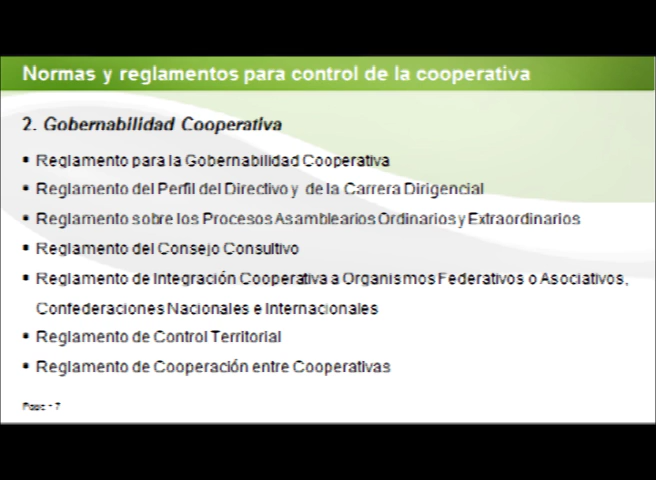 Normas y reglamentos para control de la cooperativa
2. Gobernabilidad Cooperativa
▪ Reglamento para la Gobernabilidad Cooperativa
▪ Reglamento del Perfil del Directivo y de la Carrera Dirigencial
▪ Reglamento sobre los Procesos Asamblearios Ordinarios y Extraordinarios
▪ Reglamento del Consejo Consultivo
▪ Reglamento de Integración Cooperativa a Organismos Federativos o Asociativos,
Confederaciones Nacionales e Internacionales
▪ Reglamento de Control Territorial
▪ Reglamento de Cooperación entre Cooperativas
Page ▪ 7